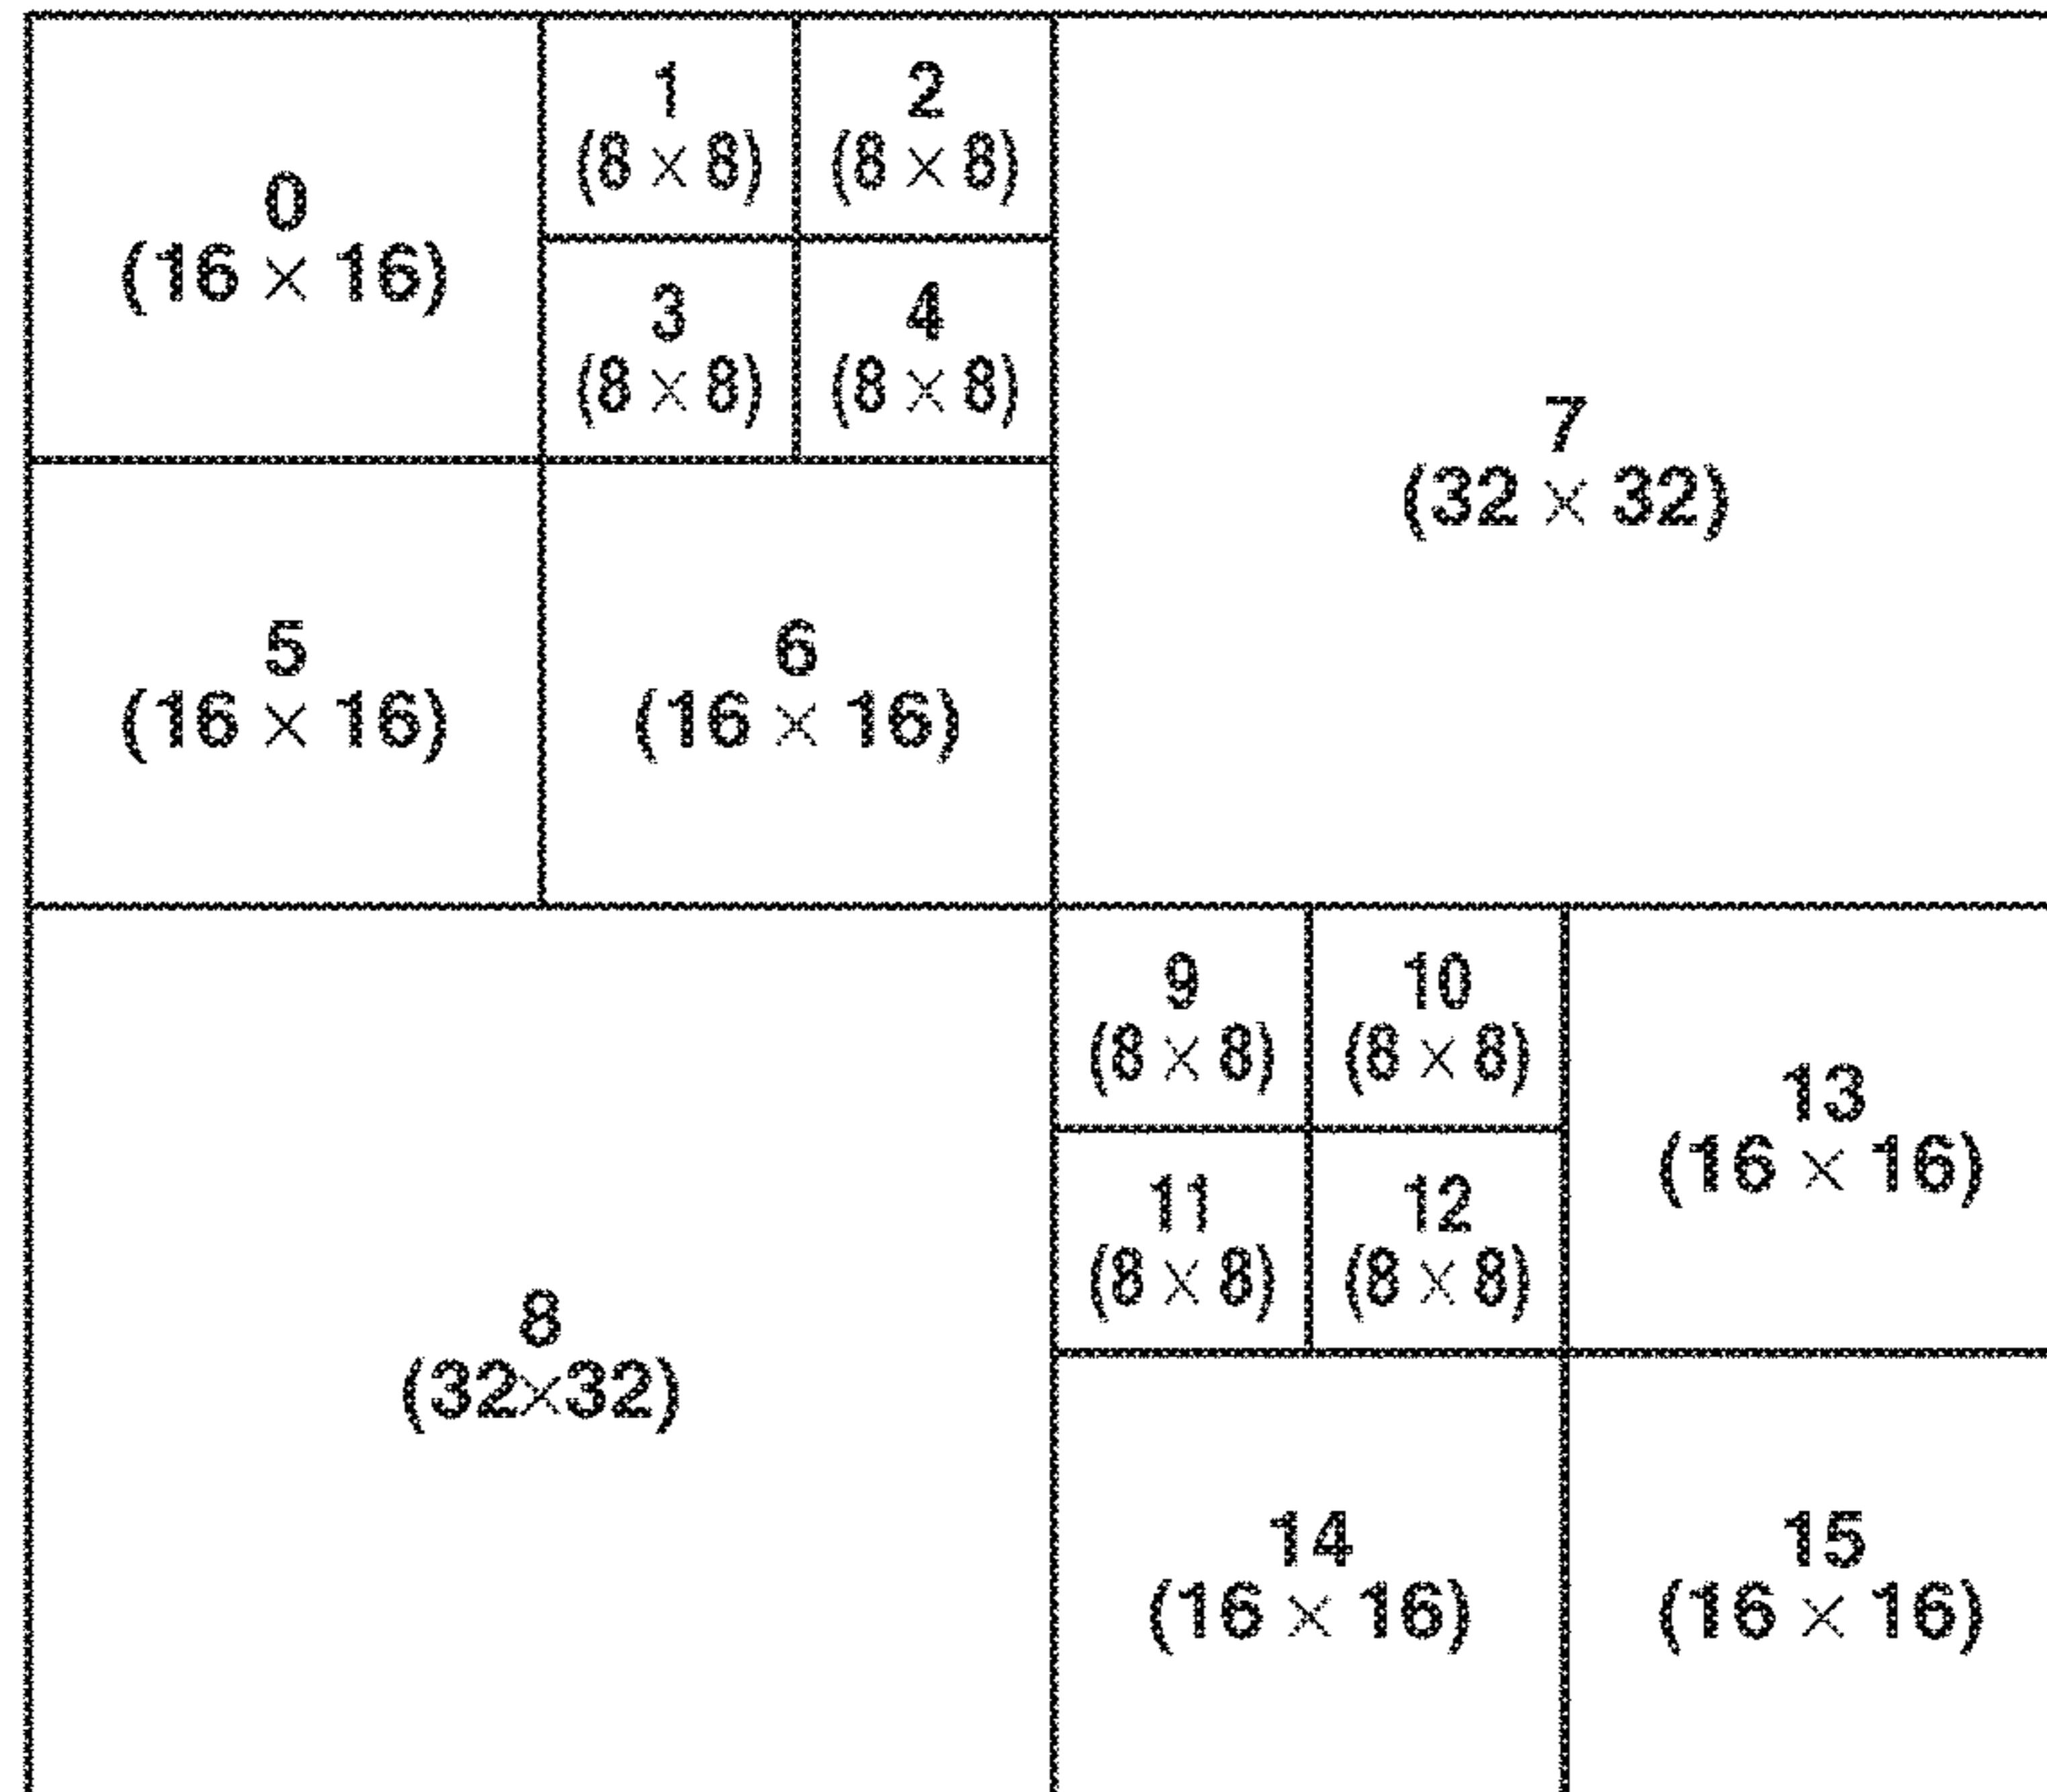 0
(16 × 16)
1
(8 × 8)
2
(8 × 8)
3
(8 × 8)
4
(8 × 8)
5
(16 × 16)
6
(16 × 16)
7
(32 × 32)
8
(32×32)
9
(8 × 8)
10
(8 × 8)
11
(8 × 8)
12
(8 × 8)
13
(16 × 16)
14
(16 × 16)
15
(16 × 16)